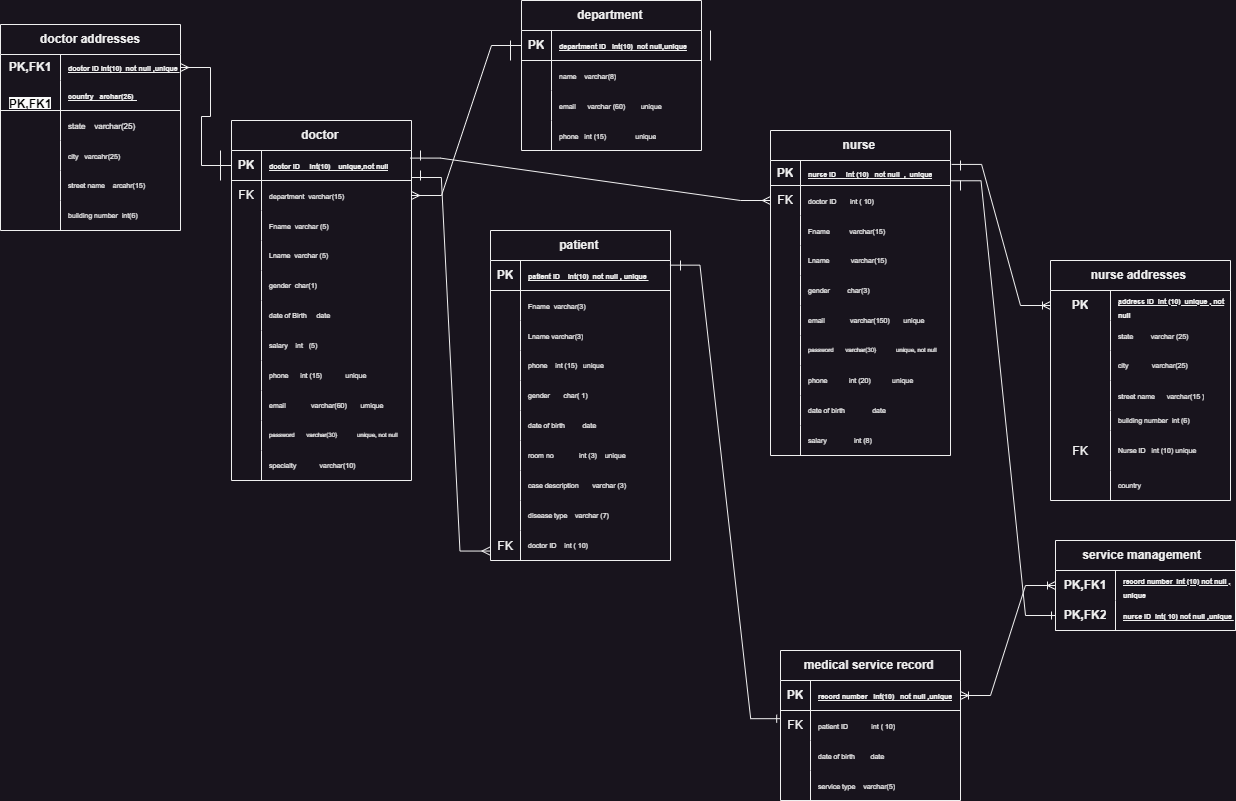 doctor addresses
PK,FK1 doctor ID Int(10) not null ,unique
PK,FK1 country archar(26)
state varchar(25)
city varcahr(25)
street name arcahr(15)
building number int(6)
doctor
PK doctor ID Int(10) unique,not null
FK department varchar(15)
Fname varchar (5)
Lname varchar (5)
gender char(1)
date of Birth date
salary int (5)
phone int (15) unique
email varchar(60) umique
password varchar(30) unique, not null
specialty varchar(10)
department
PK department ID Int(10) not null,unique
name varchar(8)
email varchar (60) unique
phone int (15) unique
patient
PK patient ID Int(10) not null , unique
Fname varchar(3)
Lname varchar(3)
phone int (15) unique
gender char( 1)
date of birth date
room no int (3) unique
case description varchar (3)
disease type varchar (7)
FK doctor ID int ( 10)
nurse
PK nurse ID Int (10) not null , unique
FK doctor ID int ( 10)
Fname varchar(15)
Lname varchar(15)
gender char(3)
email varchar(150) unique
password varchar(30) unique, not null
phone int (20) unique
date of birth date
salary int (8)
nurse addresses
PK address ID Int (10) unique , not
null
state varchar (25)
city varchar(25)
street name varchar(15 )
building number int (6)
FK Nurse ID int (10) unique
country
service management
PK,FK1 record number Int (10) not null ,
unique
PK,FK2 nurse ID Int( 10) not null ,unique
medical service record
PK record number Int(10) not null ,unique
FK patient ID int ( 10)
date of birth date
service type varchar(5)